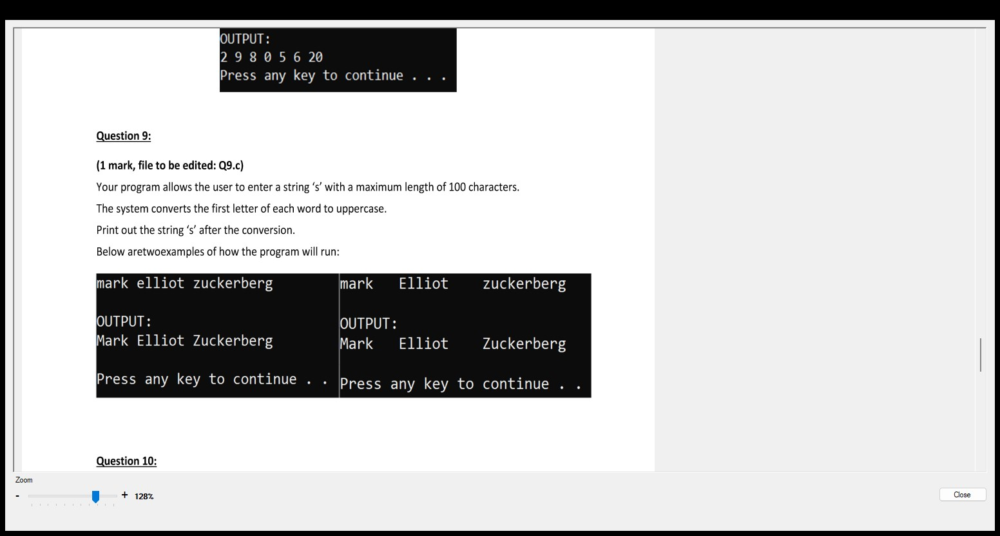 OUTPUT:
2 9 8 0 5 6 20
Press any key to continue . . .
Question 9:
(1 mark, file to be edited: Q9.c)
Your program allows the user to enter a string ‘s’ with a maximum length of 100 characters.
The system converts the first letter of each word to uppercase.
Print out the string ‘s’ after the conversion.
Below aretwoexamples of how the program will run:
mark elliot zuckerberg
OUTPUT:
Mark Elliot Zuckerberg
Press any key to continue . .
mark   Elliot    zuckerberg
OUTPUT:
Mark   Elliot    Zuckerberg
Press any key to continue . .
Question 10:
Zoom
- + 128%
Close